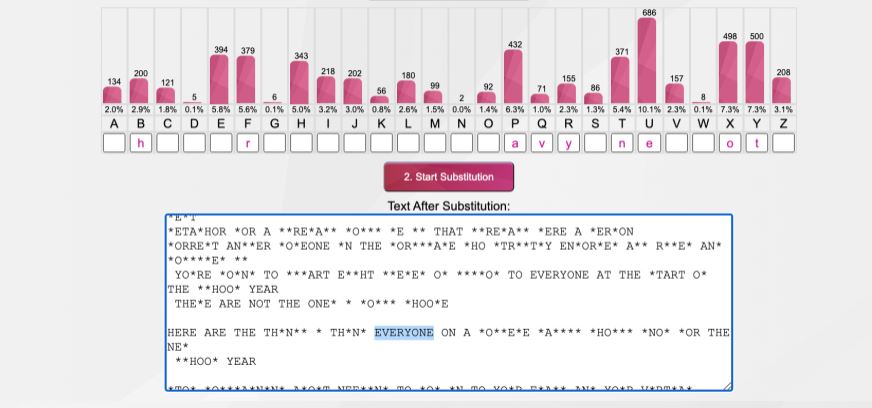 686
498 500
432
394 379
371
343
218 202
200
208
180
155 157
134 121
99 92
86
71
56
5 6 2 8
2.0% 2.9% 1.8% 0.1% 5.8% 5.6% 0.1% 5.0% 3.2% 3.0% 0.8% 2.6% 1.5% 0.0% 1.4% 6.3% 1.0% 2.3% 1.3% 5.4% 10.1% 2.3% 0.1% 7.3% 7.3% 3.1%
A B C D E F G H I J K L M N O P Q R S T U V W X Y Z
h r a v y n e o t
2. Start Substitution
Text After Substitution:
*E*T
*ETA*HOR *OR A **RE*A** *O*** *E ** THAT **RE*A** *ERE A *ER*ON
*ORRE*T AN**ER *O*EONE *N THE *OR***A*E *HO *TR**T*Y EN*OR*E* A** R**E* AN*
*O****E* **
YO*RE *O*N* TO ***ART E**HT **E*E* O* ****O* TO EVERYONE AT THE *TART O*
THE **HOO* YEAR
THE*E ARE NOT THE ONE* * *O*** *HOO*E
HERE ARE THE TH*N** * TH*N* EVERYONE ON A *O**E*E *A**** *HO*** *NO* *OR THE
NE*
**HOO* YEAR